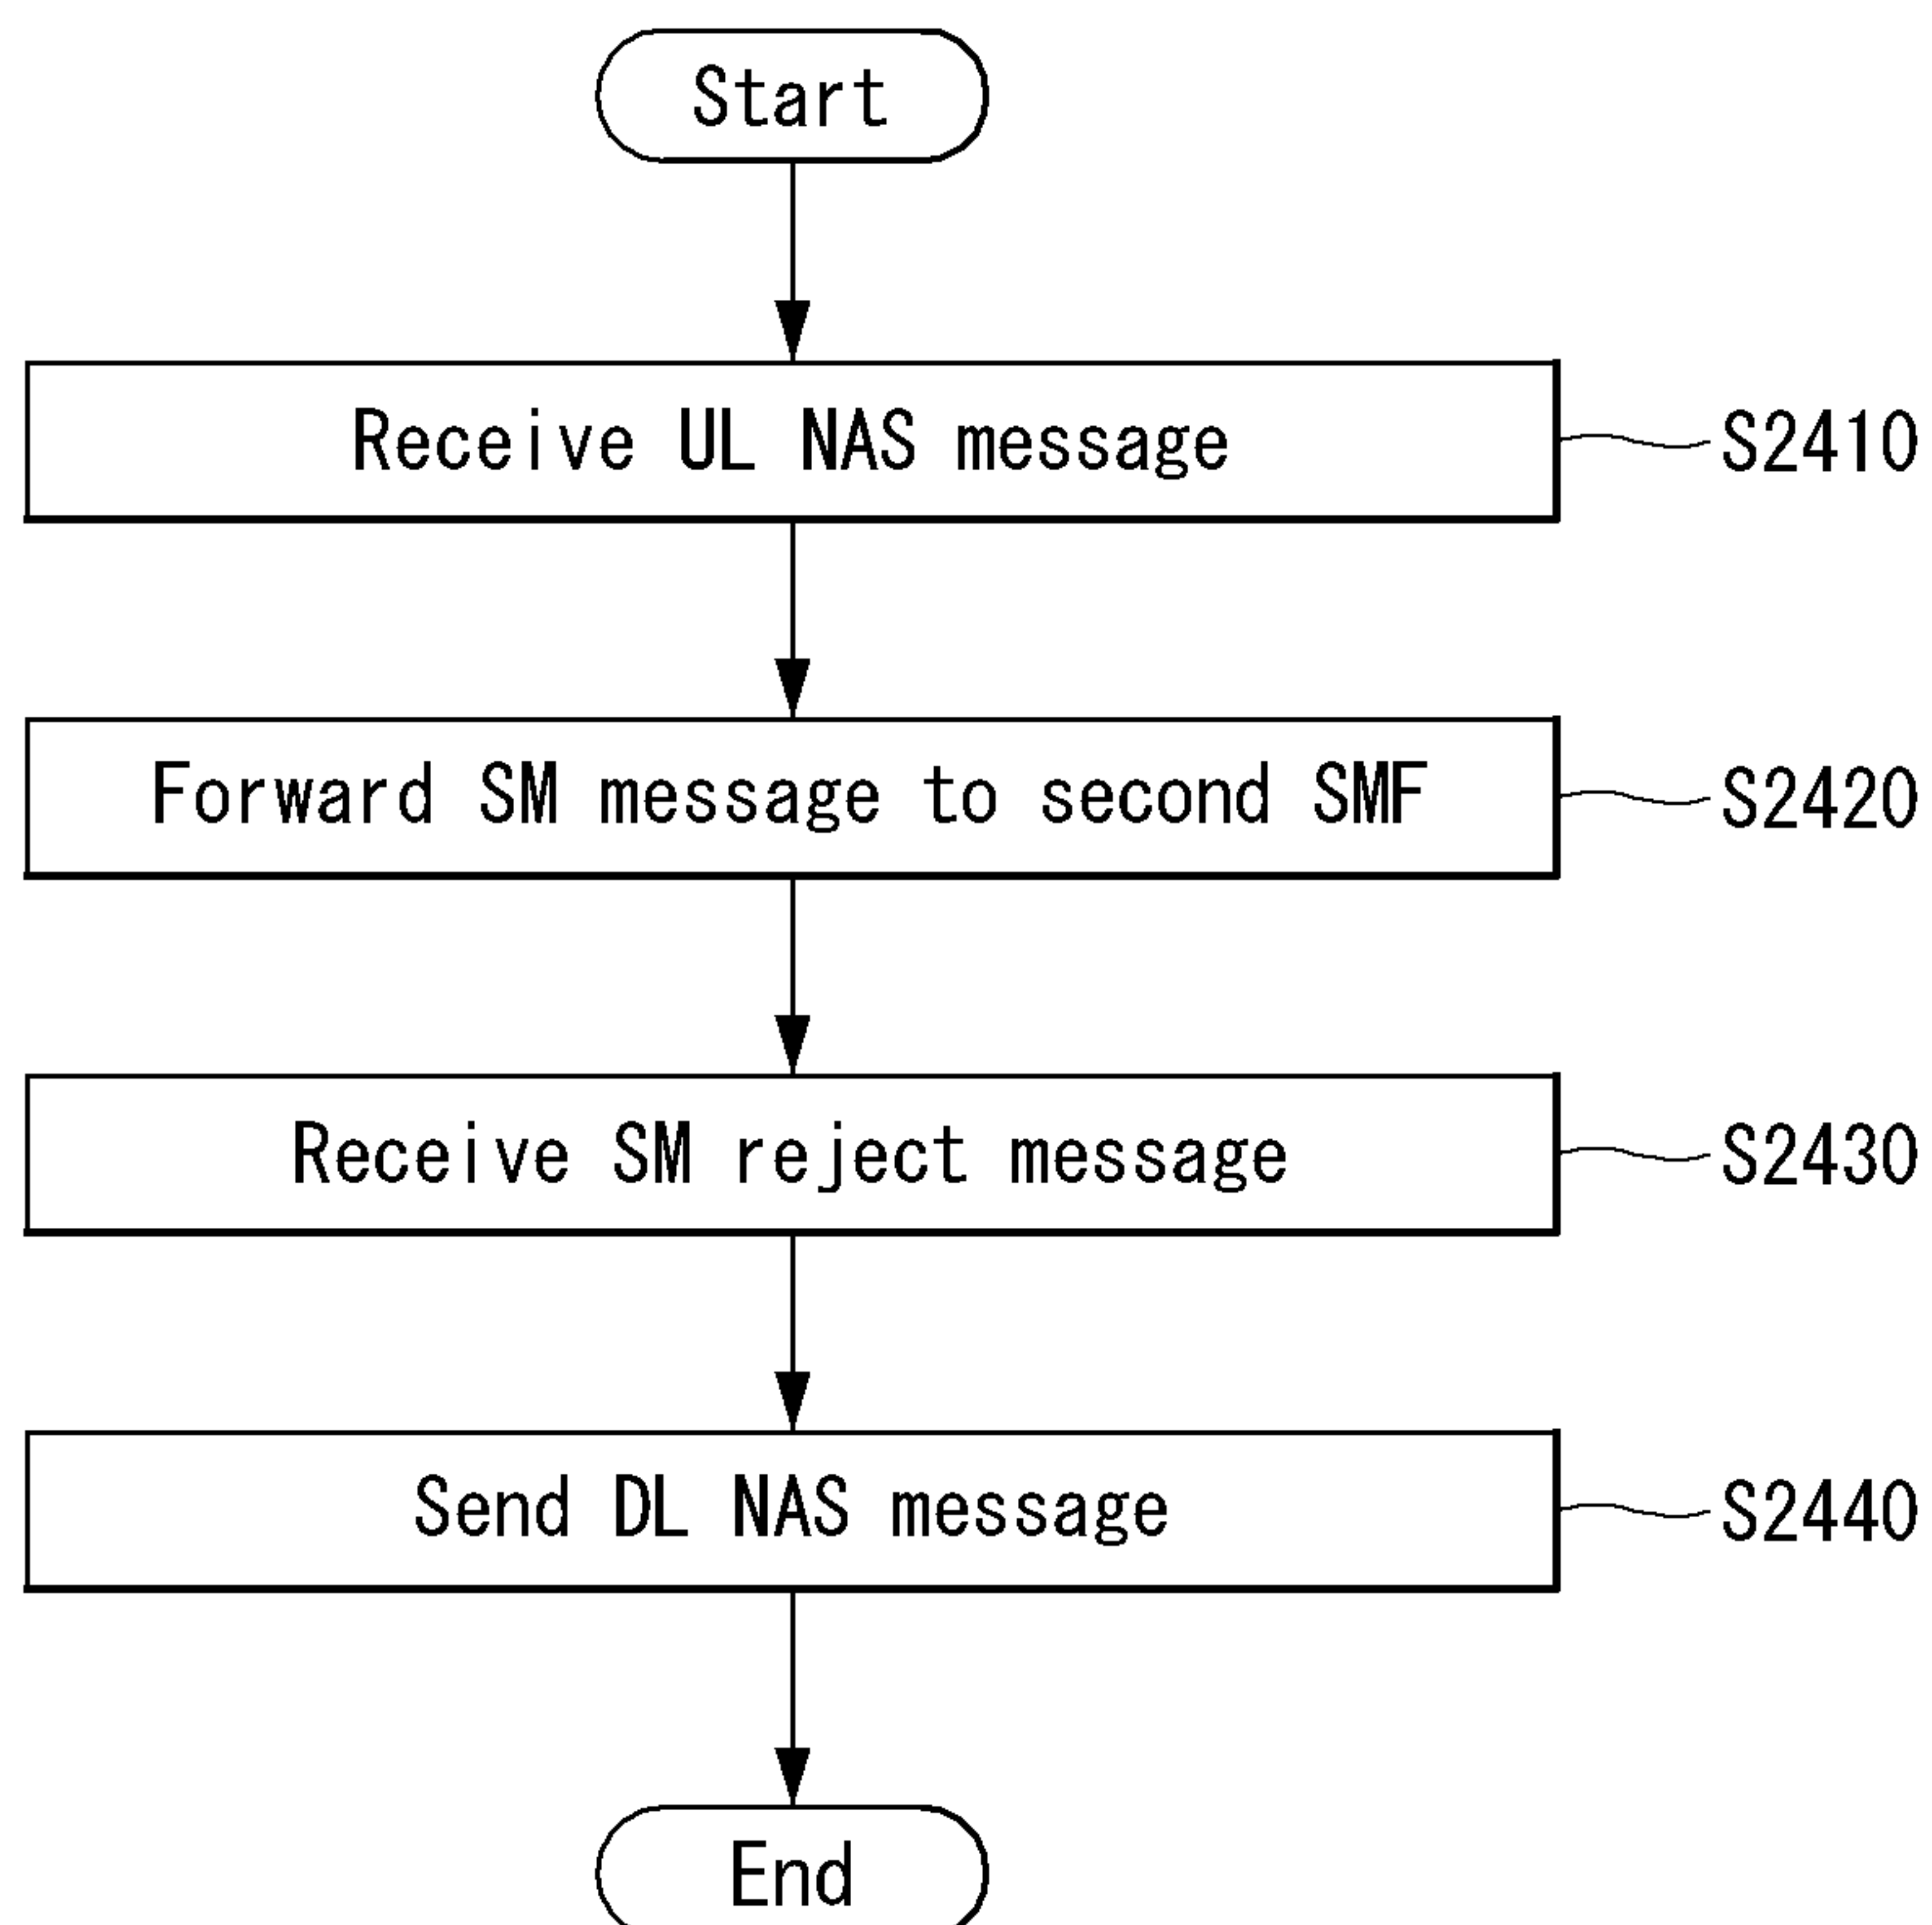 Start
Receive UL NAS message
S2410
Forward SM message to second SMF
S2420
Receive SM reject message
S2430
Send DL NAS message
S2440
End